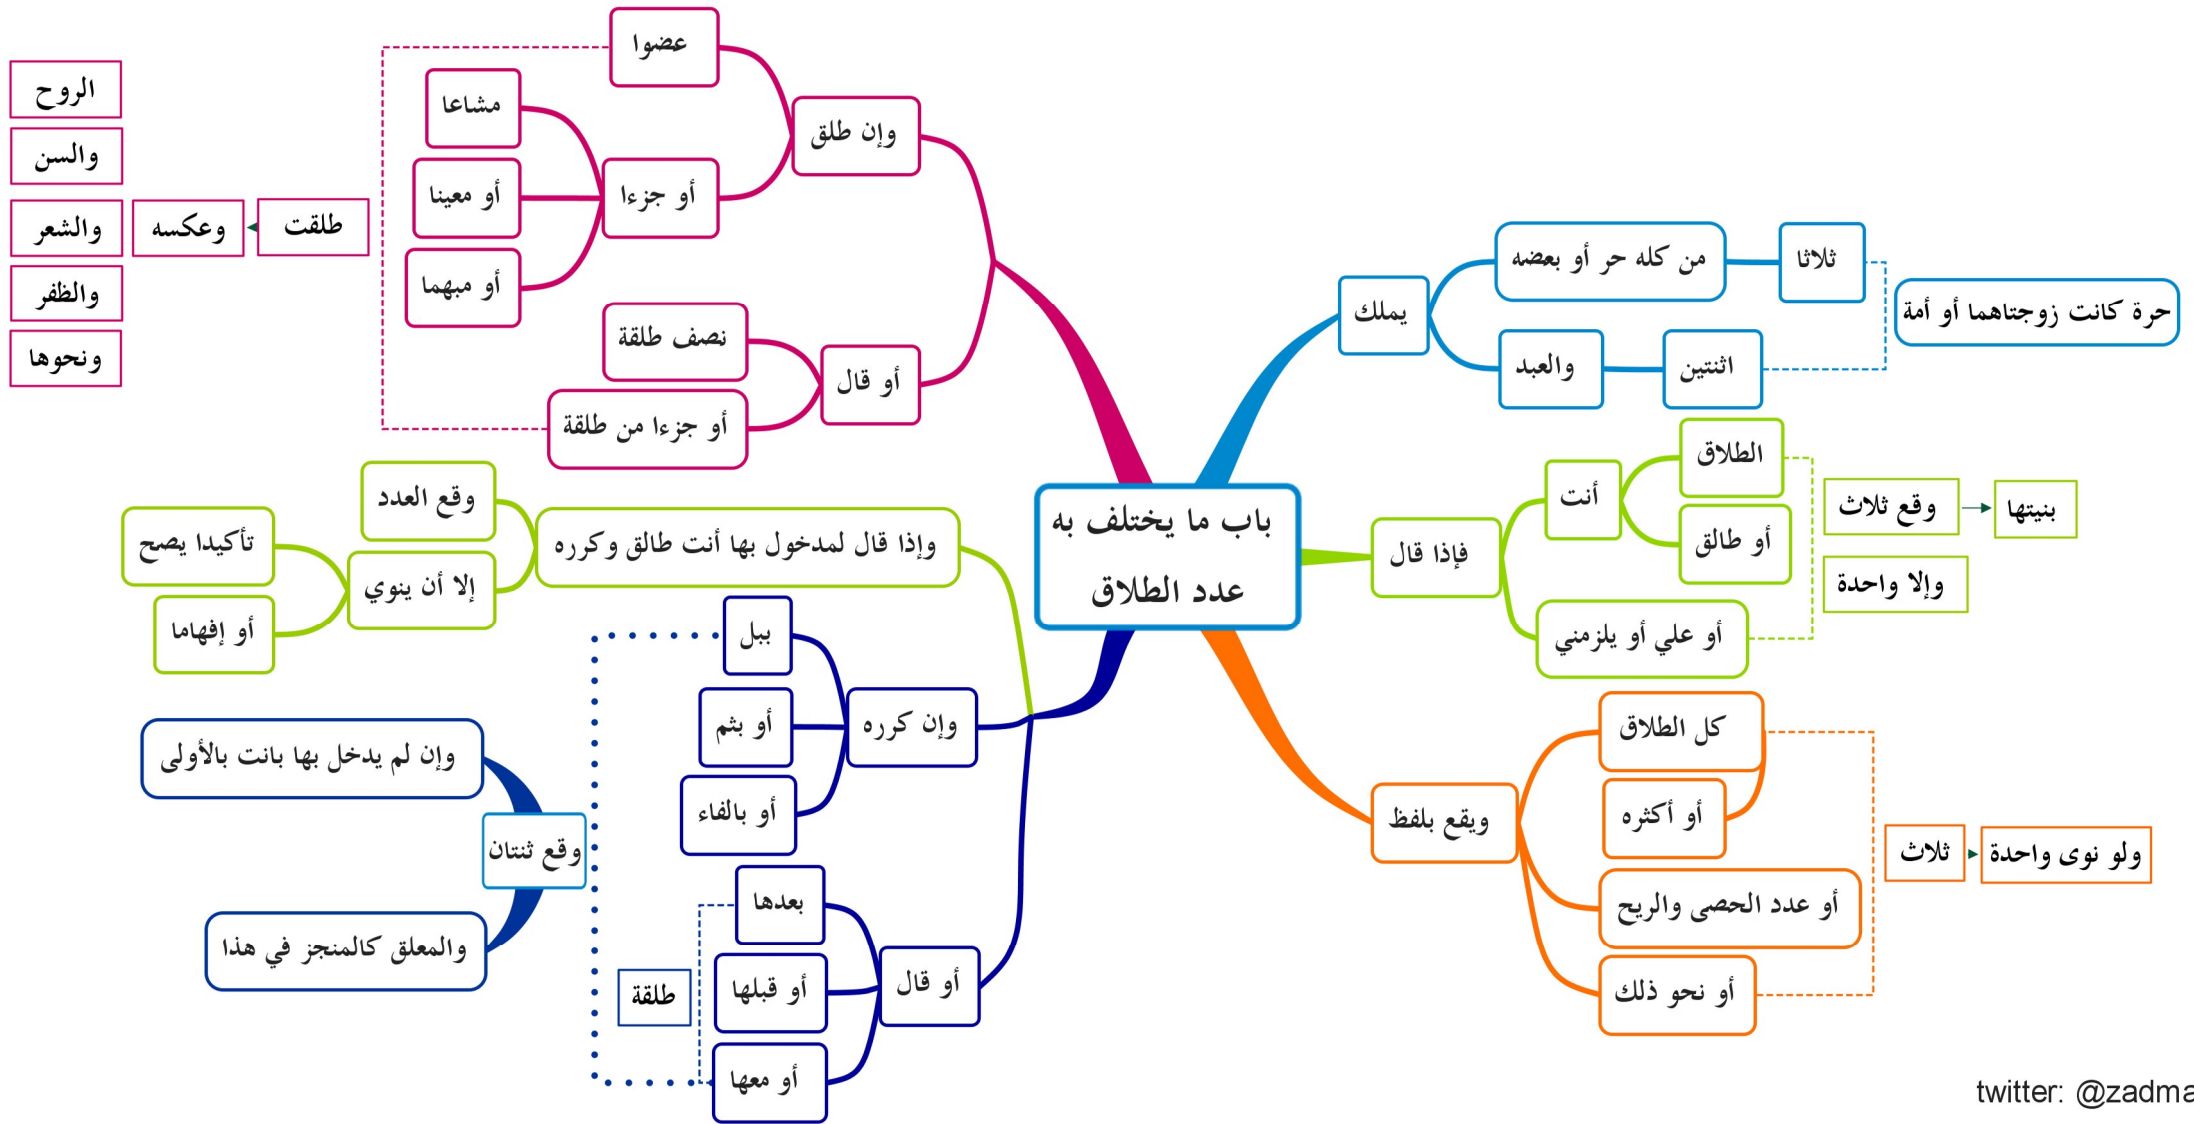 باب ما يختلف به
عدد الطلاق
يملك
من كله حر أو بعضه
ثلاثا
والعبد
اثنتين
حرة كانت زوجتاهما أو أمة
فإذا قال
أنت
الطلاق
أو طالق
أو علي أو يلزمني
وقع ثلاث
بنيتها
وإلا واحدة
ويقع بلفظ
كل الطلاق
أو أكثره
أو عدد الحصى والريح
أو نحو ذلك
ثلاث
ولو نوى واحدة
وإن طلق
عضوا
أو جزءا
مشاعا
أو معينا
أو مبهما
أو قال
نصف طلقة
أو جزءا من طلقة
طلقت
وعكسه
الروح
والسن
والشعر
والظفر
ونحوها
وإذا قال لمدخول بها أنت طالق وكرره
وقع العدد
إلا أن ينوي
تأكيدا يصح
أو إفهاما
وإن كرره
ببل
أو بثم
أو بالفاء
أو قال
بعدها
أو قبلها
أو معها
طلقة
وقع ثنتان
وإن لم يدخل بها بانت بالأولى
والمعلق كالمنجز في هذا
twitter: @zadma